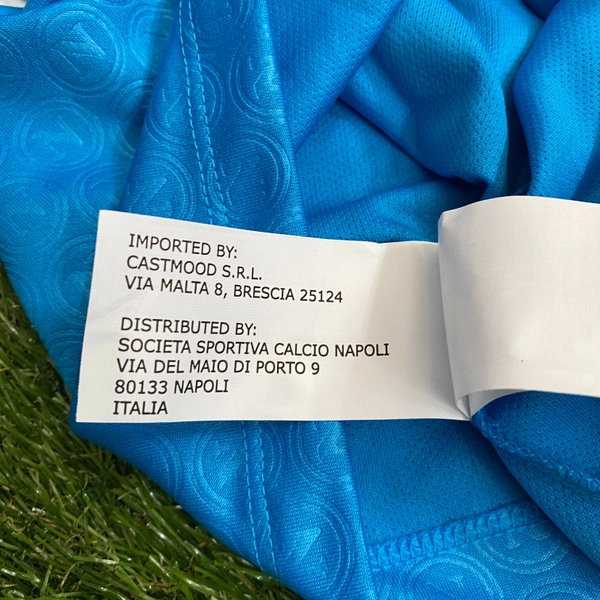 IMPORTED BY:
CASTMOOD S.R.L.
VIA MALTA 8, BRESCIA 25124
DISTRIBUTED BY:
SOCIETA SPORTIVA CALCIO NAPOLI
VIA DEL MAIO DI PORTO 9
80133 NAPOLI
ITALIA